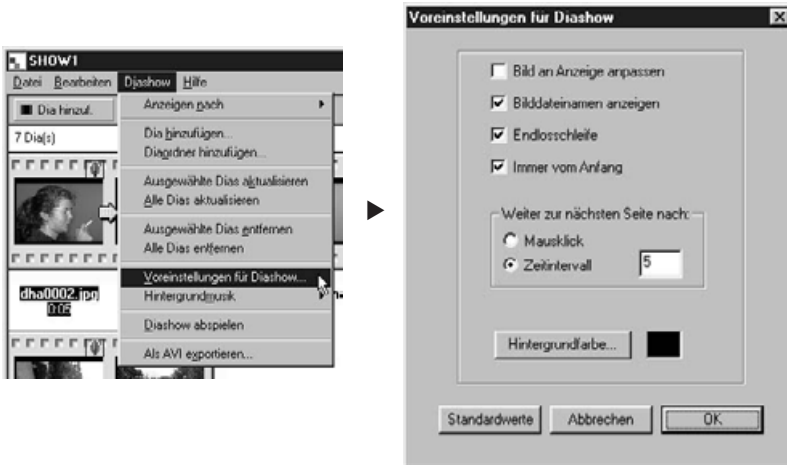 SHOW1
Datei Bearbeiten Diashow Hilfe
Dia hinzuf.
7 Dia(s)
Anzeigen nach
Dia hinzufügen...
Diaordner hinzufügen...
Ausgewählte Dias aktualisieren
Alle Dias aktualisieren
Ausgewählte Dias entfernen
Alle Dias entfernen
Voreinstellungen für Diashow...
Hintergrundmusik
Diashow abspielen
Als AVI exportieren...
dha0002.jpg
0:05
Voreinstellungen für Diashow
Bild an Anzeige anpassen
Bilddateinamen anzeigen
Endlosschleife
Immer vom Anfang
Weiter zur nächsten Seite nach:
Mausklick
Zeitintervall 5
Hintergrundfarbe...
Standardwerte Abbrechen OK